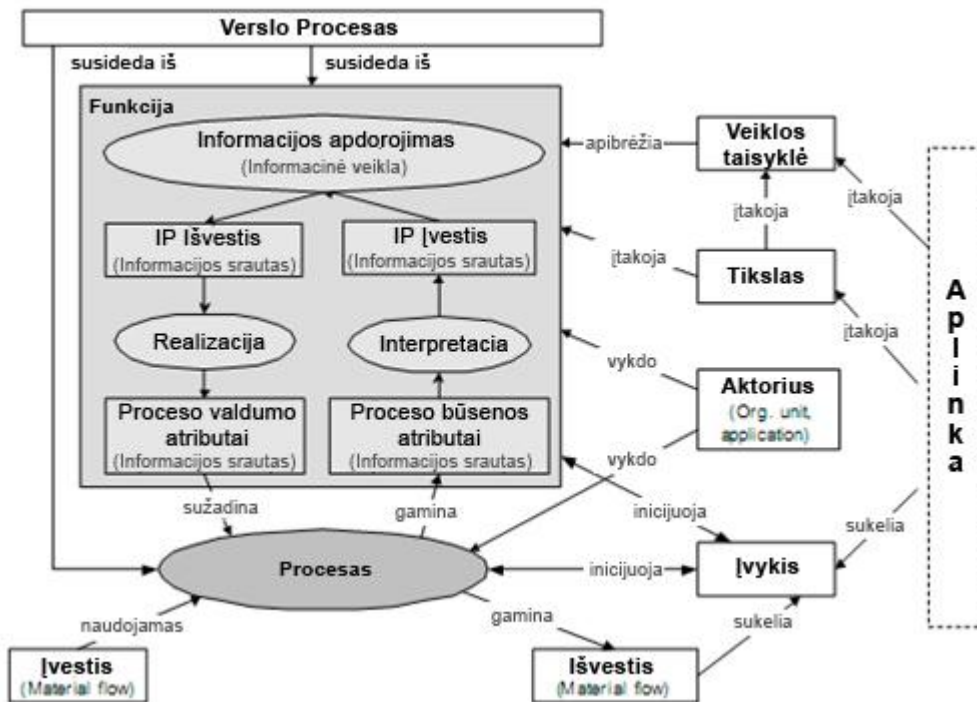 Verslo Procesas
susideda iš
susideda iš
Funkcija
Informacijos apdorojimas
(Informacinė veikla)
apibrėžia
Veiklos
taisyklė
įtakoja
įtakoja
IP Išvestis
(Informacijos srautas)
IP Įvestis
(Informacijos srautas)
įtakoja
Tikslas
įtakoja
Realizacija
Interpretacia
vykdo
Aktorius
(Org. unit,
application)
Proceso valdumo
atributai
(Informacijos srautas)
Proceso būsenos
atributai
(Informacijos srautas)
vykdo
sužadina
gamina
inicijuoja
sukelia
Procesas
inicijuoja
Įvykis
naudojamas
gamina
sukelia
Įvestis
(Material flow)
Išvestis
(Material flow)
Aplinka